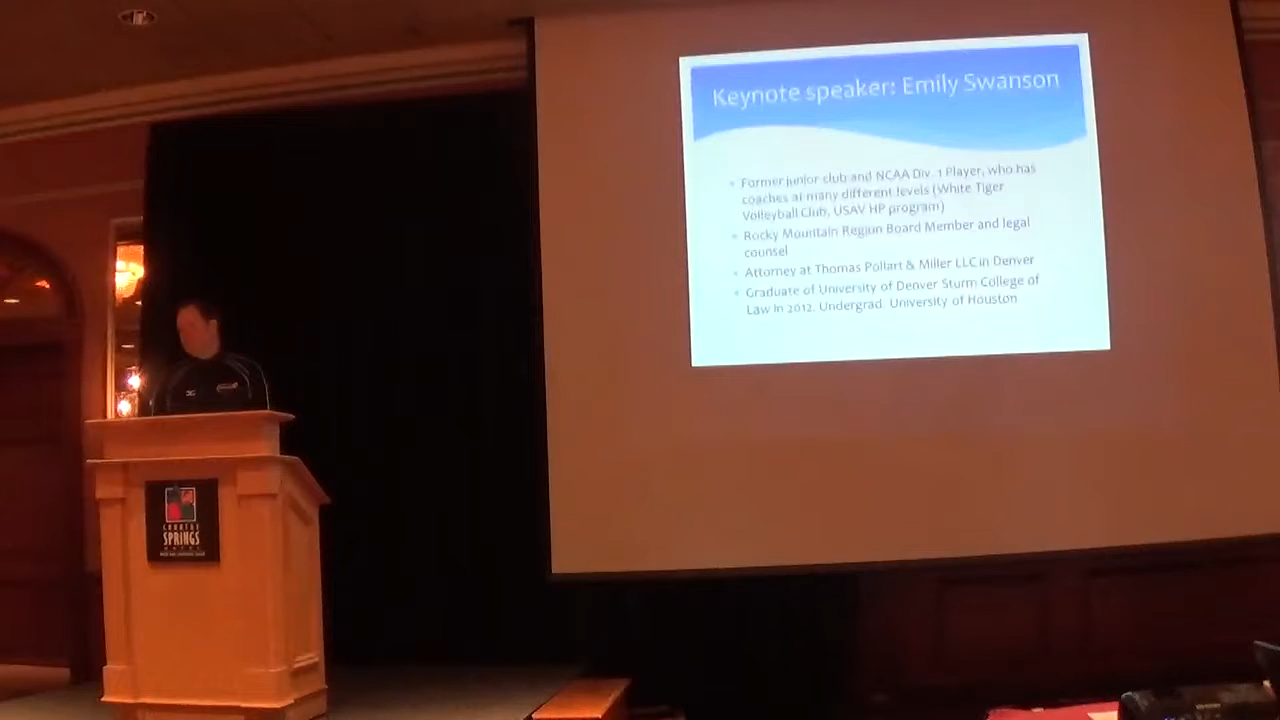 Keynote speaker: Emily Swanson
Former junior club and NCAA Div. 1 Player, who has
coaches at many different levels (White Tiger
Volleyball Club, USAV HP program)
Rocky Mountain Region Board Member and legal
counsel
Attorney at Thomas Pollart & Miller LLC in Denver
Graduate of University of Denver Sturm College of
Law in 2012. Undergrad. University of Houston
COUNTRY
SPRINGS
HOTEL